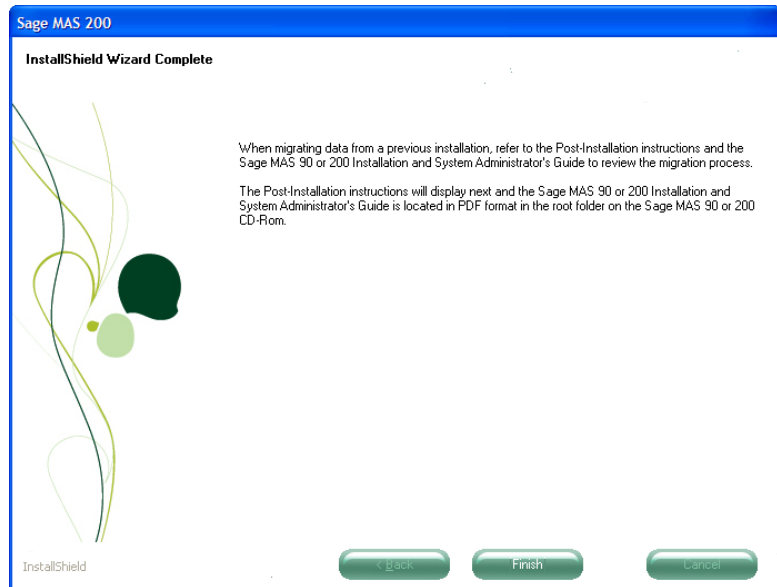 Sage MAS 200
InstallShield Wizard Complete
When migrating data from a previous installation, refer to the Post-Installation instructions and the
Sage MAS 90 or 200 Installation and System Administrator's Guide to review the migration process.
The Post-Installation instructions will display next and the Sage MAS 90 or 200 Installation and
System Administrator's Guide is located in PDF format in the root folder on the Sage MAS 90 or 200
CD-Rom.
InstallShield
< Back
Finish
Cancel